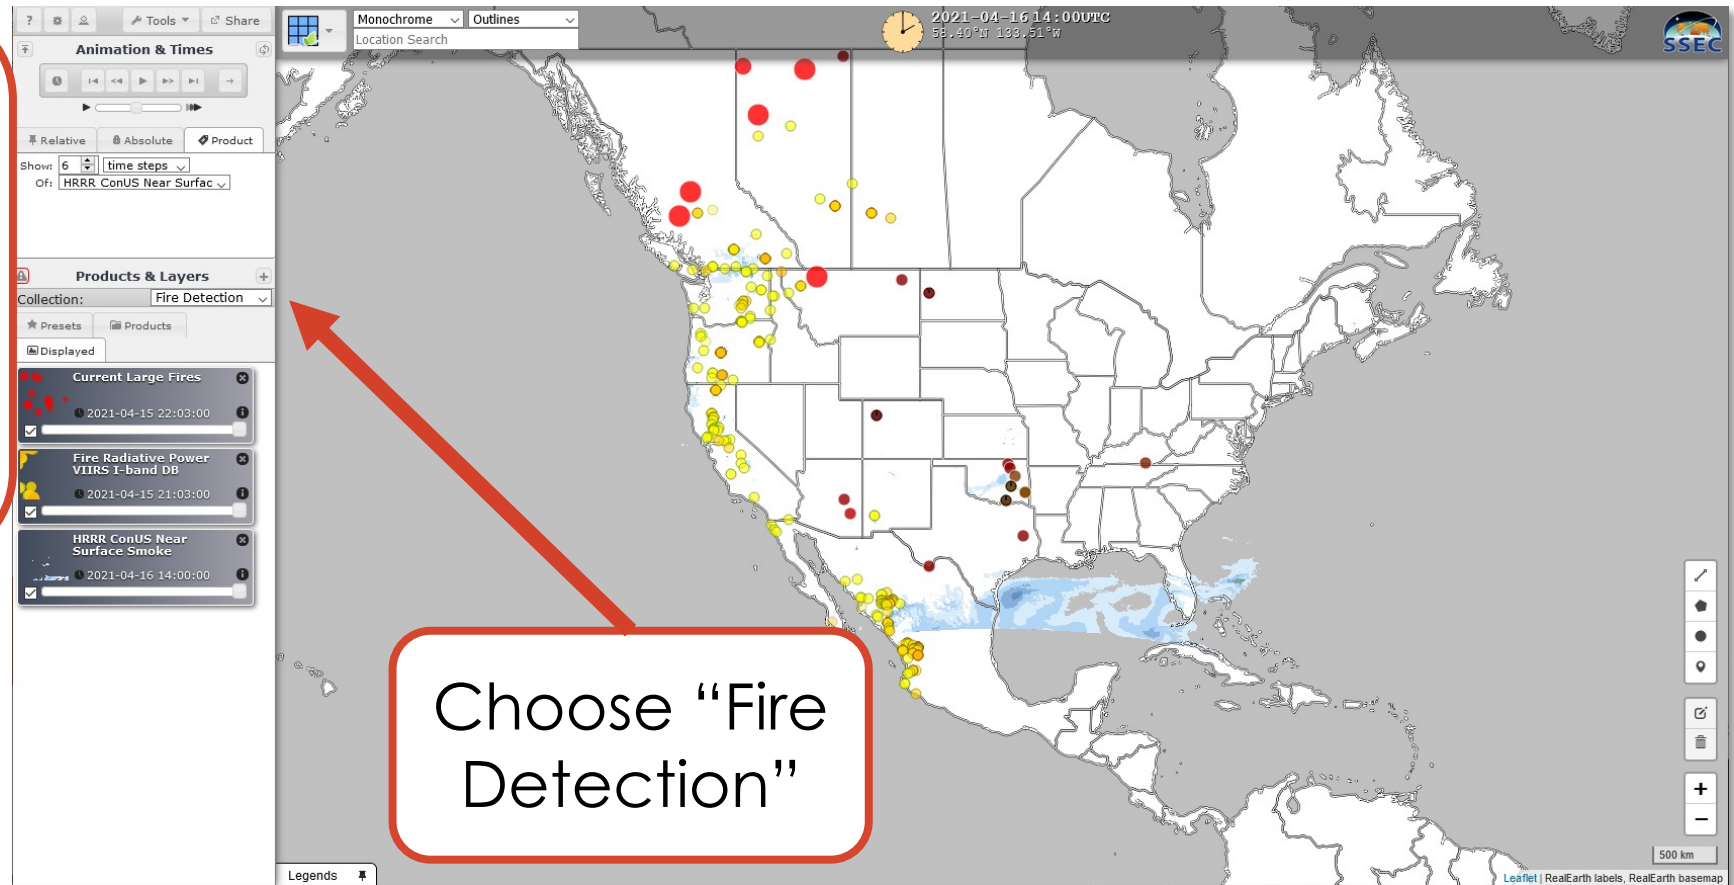 ?
Tools
Share
Animation & Times
Relative
Absolute
Product
Show: 6 time steps
Of: HRRR ConUS Near Surfac
Products & Layers
Collection: Fire Detection
Presets
Products
Displayed
Current Large Fires
2021-04-15 22:03:00
Fire Radiative Power
VIIRS I-band DB
2021-04-15 21:03:00
HRRR ConUS Near
Surface Smoke
2021-04-16 14:00:00
Monochrome
Outlines
Location Search
2021-04-16 14:00UTC
58.40°N 133.51°W
SSEC
Choose “Fire
Detection”
Legends
+
−
500 km
Leaflet | RealEarth labels, RealEarth basemap